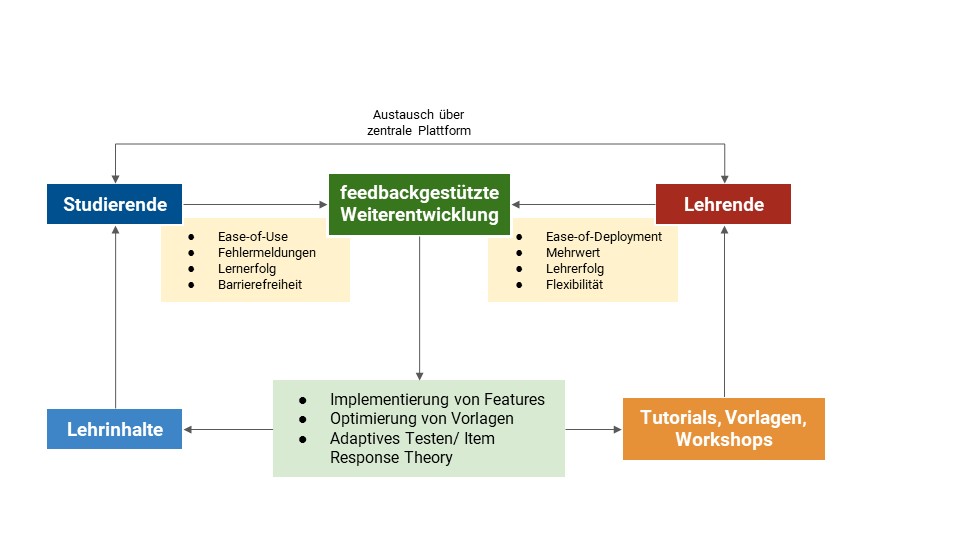 Austausch über
zentrale Plattform
Studierende
feedbackgestützte
Weiterentwicklung
Lehrende
● Ease-of-Use
● Fehlermeldungen
● Lernerfolg
● Barrierefreiheit
● Ease-of-Deployment
● Mehrwert
● Lehrerfolg
● Flexibilität
Lehrinhalte
● Implementierung von Features
● Optimierung von Vorlagen
● Adaptives Testen/ Item
Response Theory
Tutorials, Vorlagen,
Workshops